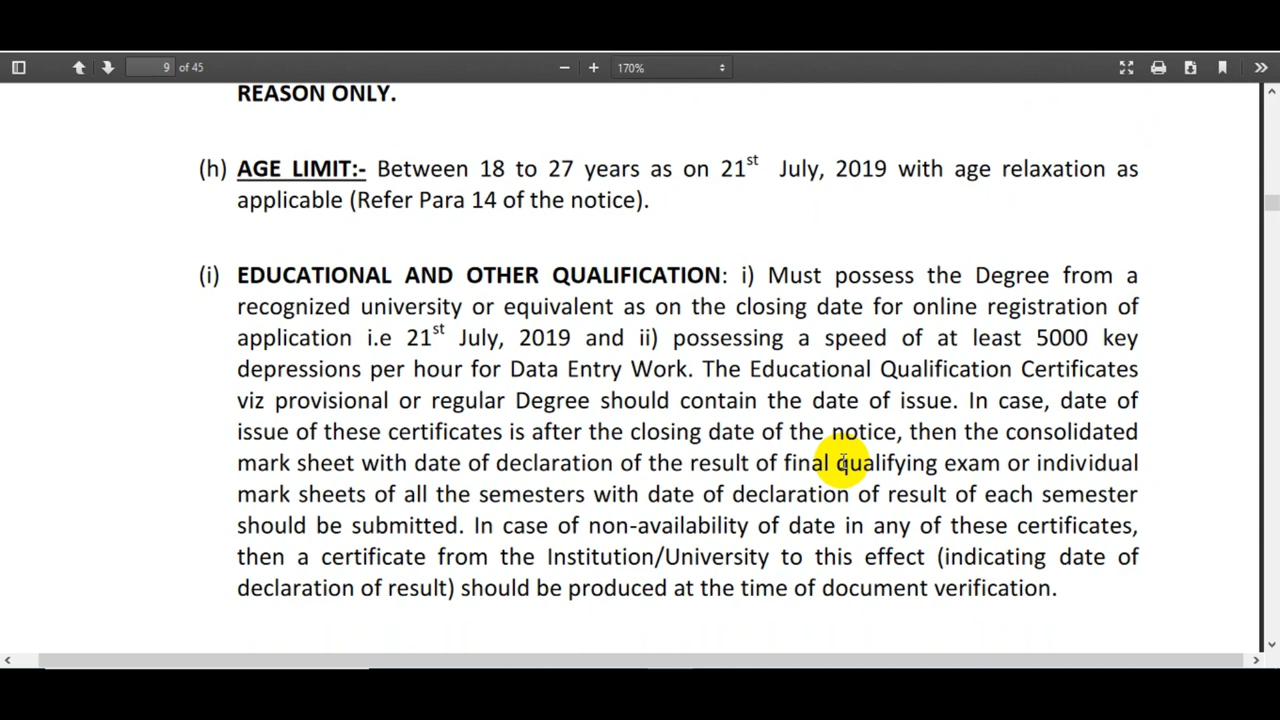 9 of 45
170%
REASON ONLY.
(h) AGE LIMIT:- Between 18 to 27 years as on 21st July, 2019 with age relaxation as
applicable (Refer Para 14 of the notice).
(i) EDUCATIONAL AND OTHER QUALIFICATION: i) Must possess the Degree from a
recognized university or equivalent as on the closing date for online registration of
application i.e 21st July, 2019 and ii) possessing a speed of at least 5000 key
depressions per hour for Data Entry Work. The Educational Qualification Certificates
viz provisional or regular Degree should contain the date of issue. In case, date of
issue of these certificates is after the closing date of the notice, then the consolidated
mark sheet with date of declaration of the result of final qualifying exam or individual
mark sheets of all the semesters with date of declaration of result of each semester
should be submitted. In case of non-availability of date in any of these certificates,
then a certificate from the Institution/University to this effect (indicating date of
declaration of result) should be produced at the time of document verification.